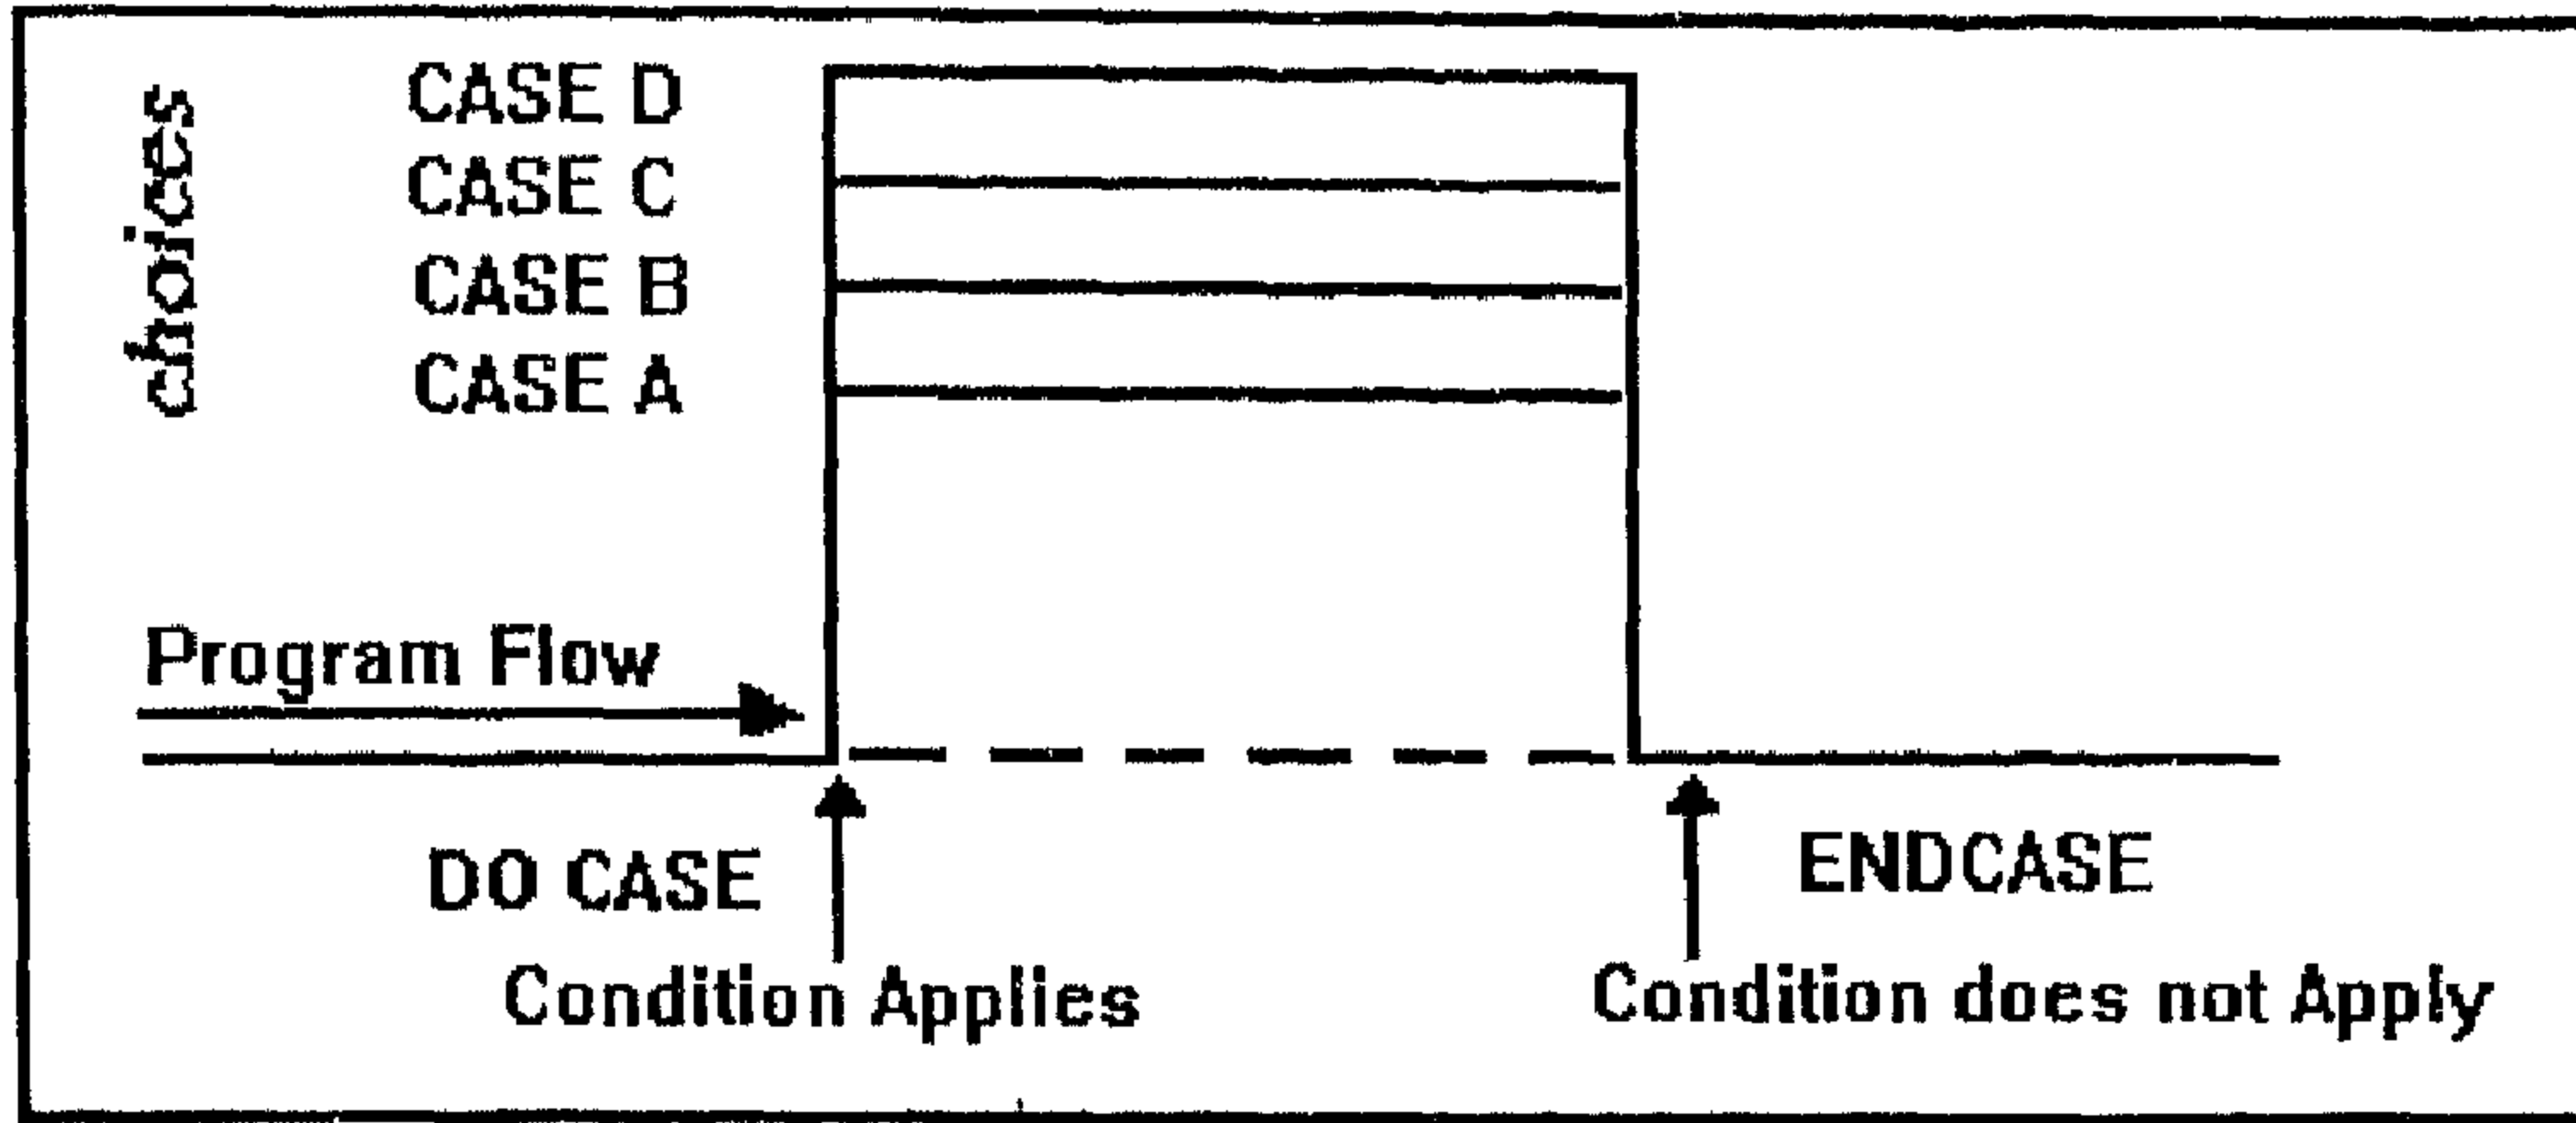 choices
CASE D
CASE C
CASE B
CASE A
Program Flow
DO CASE
ENDCASE
Condition Applies
Condition does not Apply